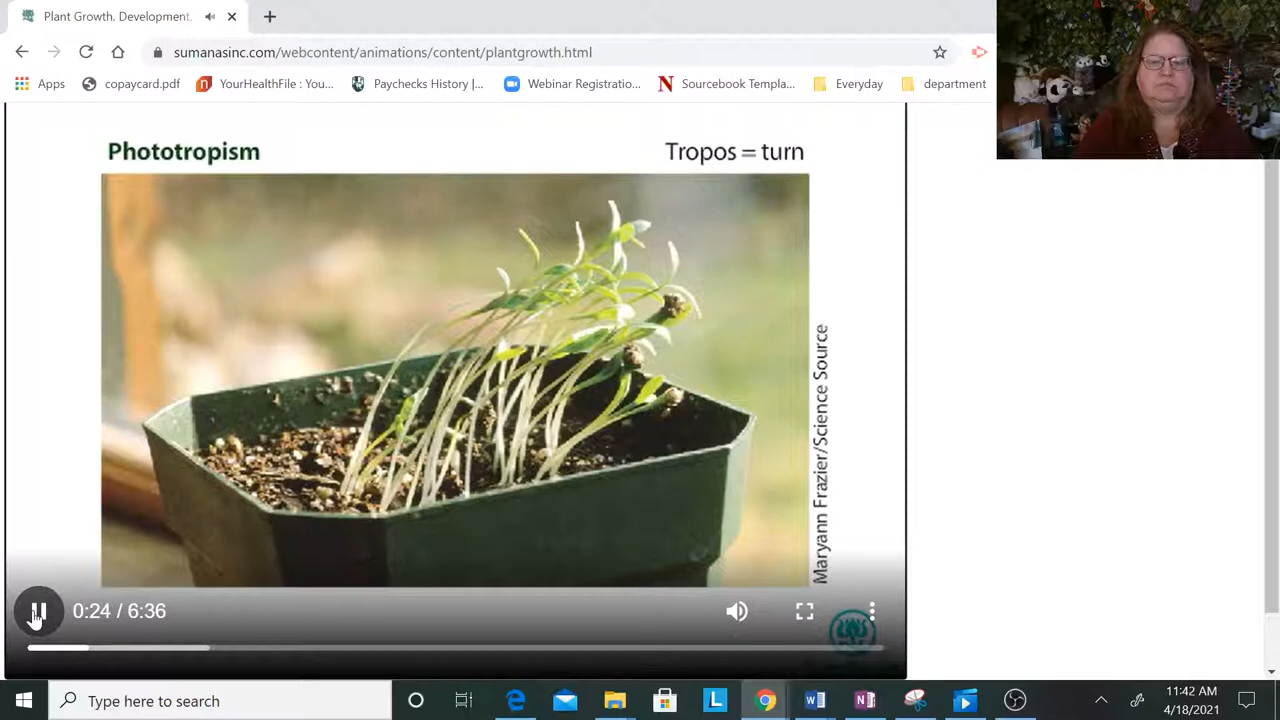 Plant Growth, Development,
sumanasinc.com/webcontent/animations/content/plantgrowth.html
Apps copaycard.pdf YourHealthFile : You... Paychecks History |... Webinar Registratio... Sourcebook Templa... Everyday department
Phototropism Tropos = turn
Maryann Frazier/Science Source
0:24 / 6:36
Type here to search
11:42 AM
4/18/2021